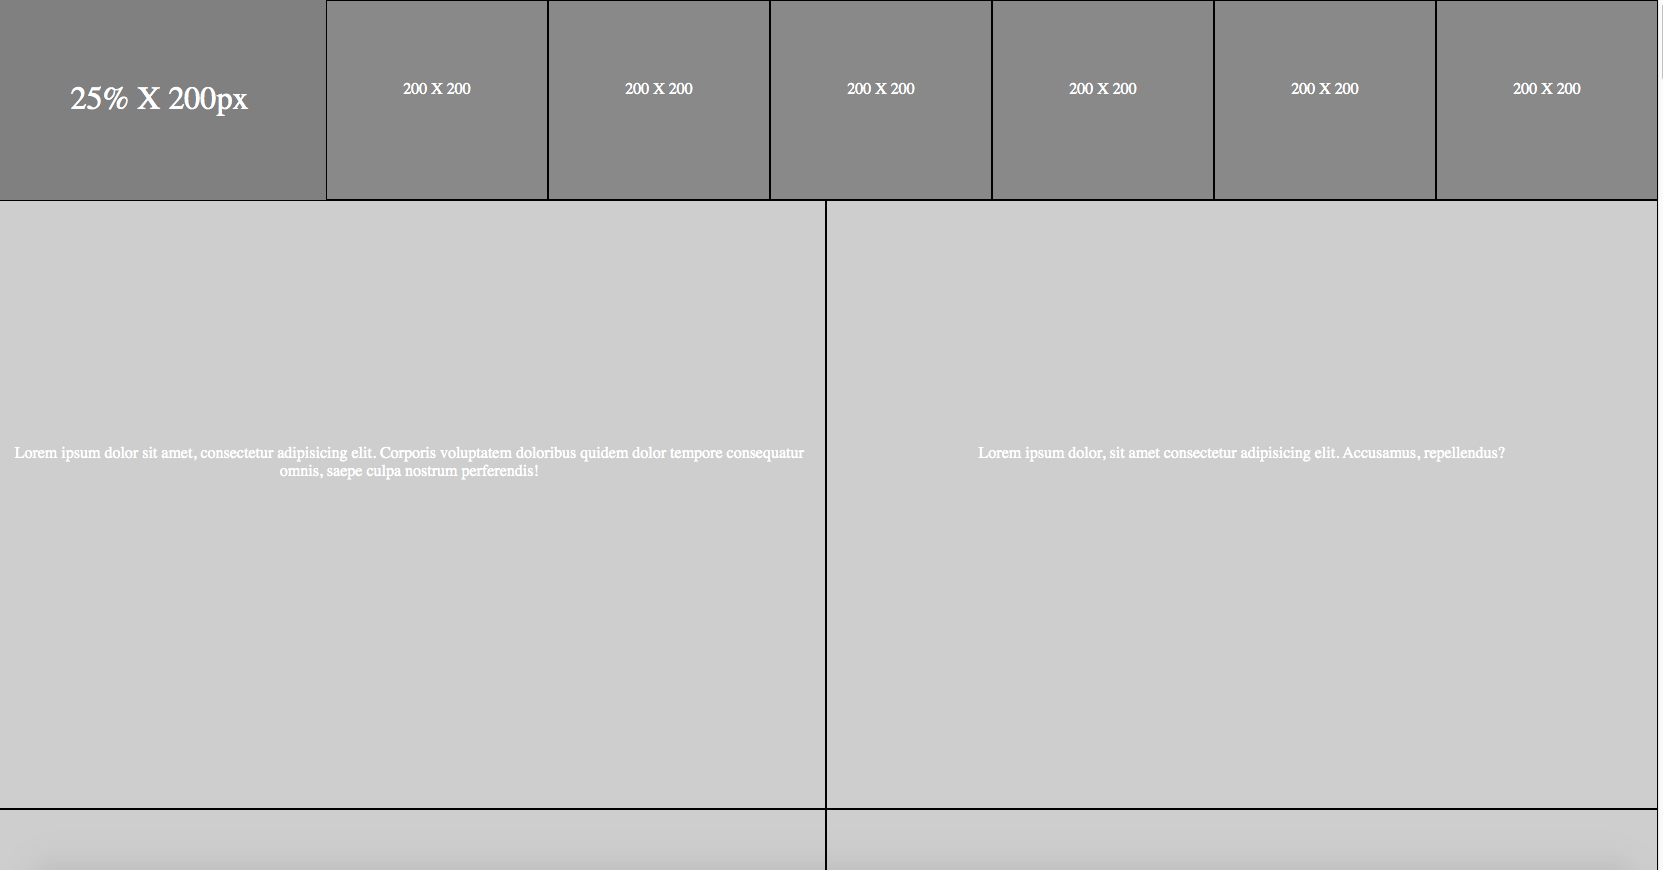 25% X 200px
200 X 200
200 X 200
200 X 200
200 X 200
200 X 200
200 X 200
Lorem ipsum dolor sit amet, consectetur adipisicing elit. Corporis voluptatem doloribus quidem dolor tempore consequatur
omnis, saepe culpa nostrum perferendis!
Lorem ipsum dolor, sit amet consectetur adipisicing elit. Accusamus, repellendus?